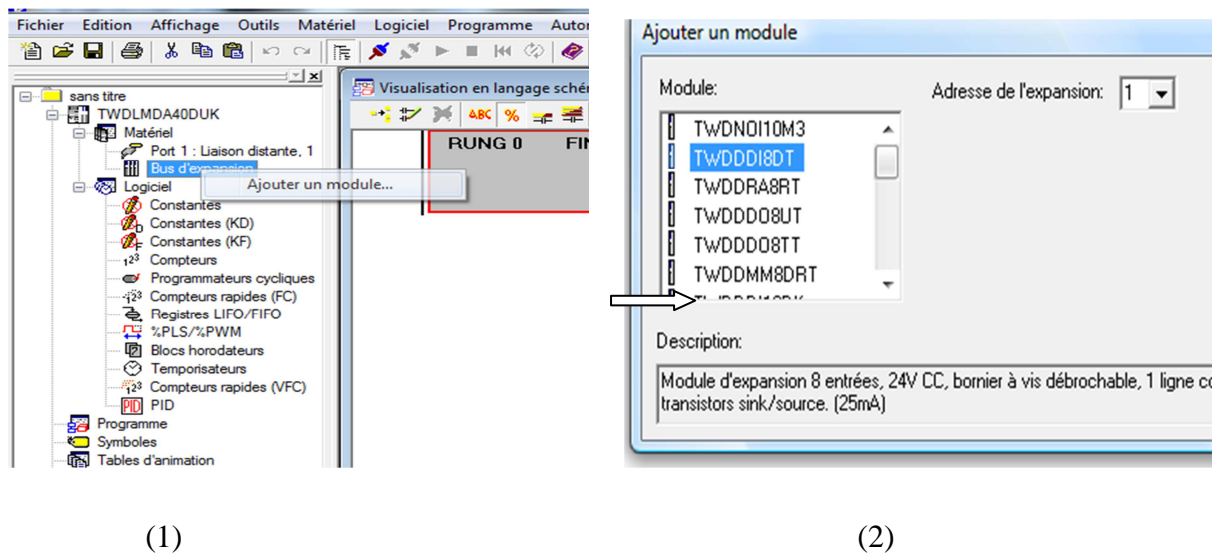 Fichier Edition Affichage Outils Matériel Logiciel Programme Autor
sans titre
TWDLMDA40DUK
Matériel
Port 1 : Liaison distante, 1
Bus d'expansion
Ajouter un module...
Logiciel
Constantes
Constantes (KD)
Constantes (KF)
Compteurs
Programmateurs cycliques
Compteurs rapides (FC)
Registres LIFO/FIFO
%PLS/%PWM
Blocs horodateurs
Temporisateurs
Compteurs rapides (VFC)
PID PID
Programme
Symboles
Tables d'animation
Visualisation en langage schér
ABC %
RUNG 0 FIN
(1)
Ajouter un module
Module: Adresse de l'expansion: 1
TWDNOI10M3
TWDDDI8DT
TWDDRA8RT
TWDDDO8UT
TWDDDO8TT
TWDDMM8DRT
Description:
Module d'expansion 8 entrées, 24V CC, bornier à vis débrochable, 1 ligne co
transistors sink/source. (25mA)
(2)